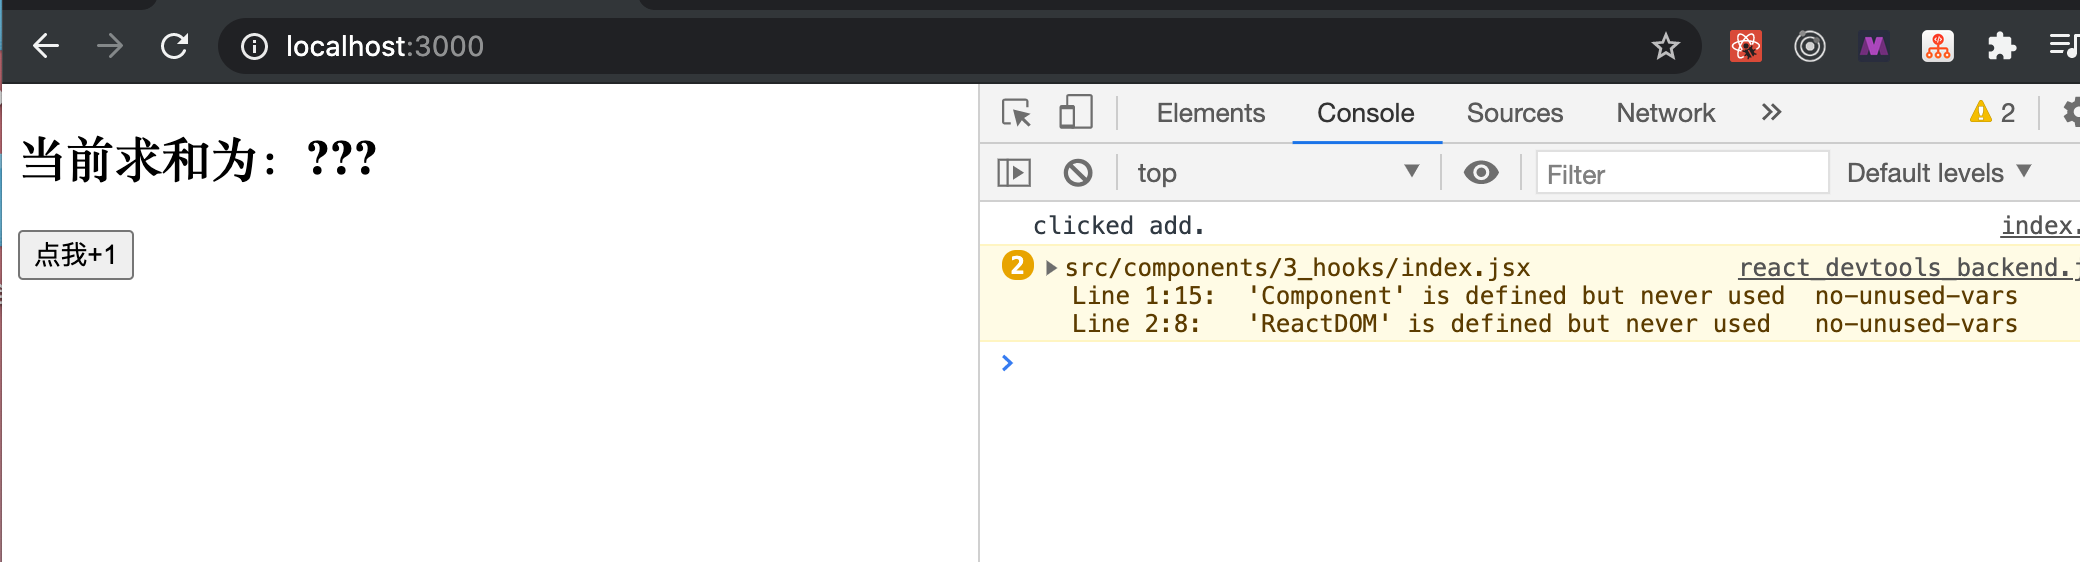 localhost:3000
当前求和为：???
点我+1
Elements Console Sources Network 2
top Filter Default levels
clicked add. index.
2 src/components/3_hooks/index.jsx react_devtools_backend.j
Line 1:15: 'Component' is defined but never used no-unused-vars
Line 2:8: 'ReactDOM' is defined but never used no-unused-vars